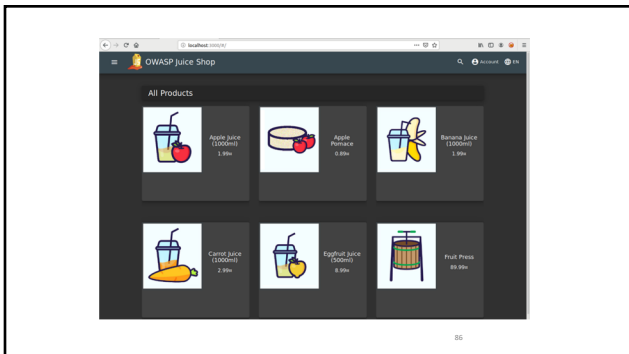 localhost:3000/#/
OWASP Juice Shop
Account
EN
All Products
Apple Juice
(1000ml)
1.99¤
Apple
Pomace
0.89¤
Banana Juice
(1000ml)
1.99¤
Carrot Juice
(1000ml)
2.99¤
Eggfruit Juice
(500ml)
8.99¤
Fruit Press
89.99¤
86